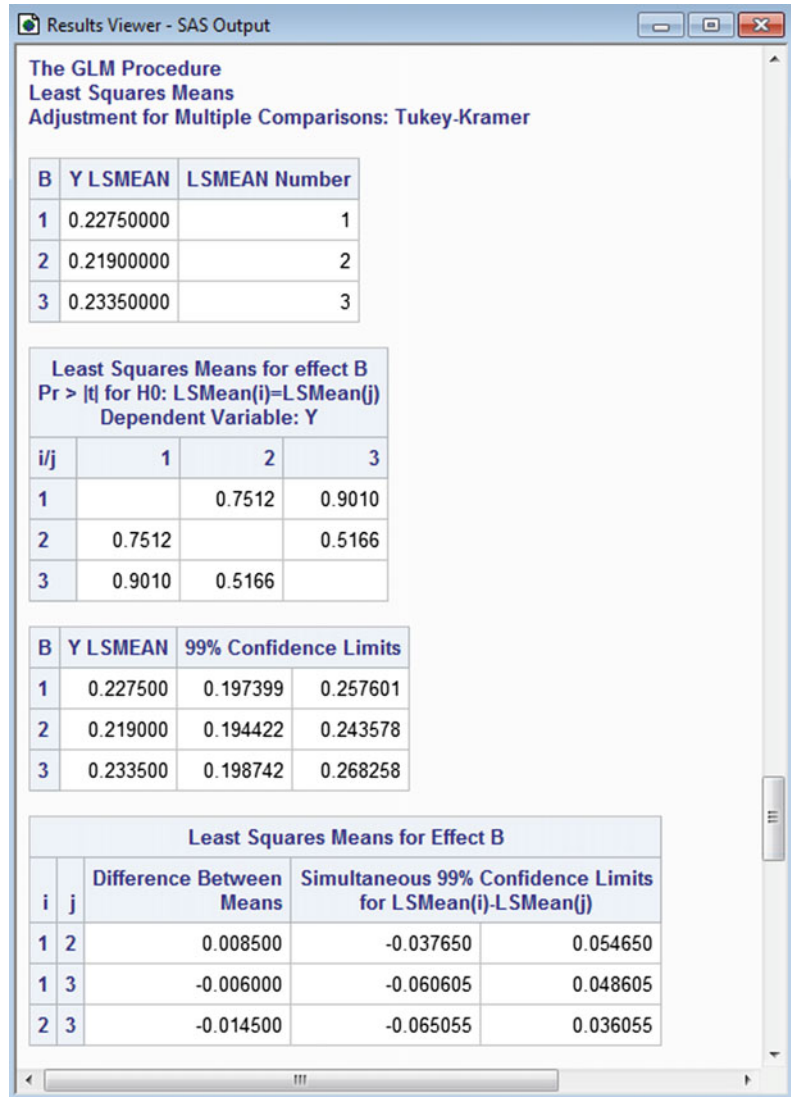 Results Viewer - SAS Output
The GLM Procedure
Least Squares Means
Adjustment for Multiple Comparisons: Tukey-Kramer
B Y LSMEAN LSMEAN Number
1 0.22750000 1
2 0.21900000 2
3 0.23350000 3
Least Squares Means for effect B
Pr > |t| for H0: LSMean(i)=LSMean(j)
Dependent Variable: Y
i/j 1 2 3
1 0.7512 0.9010
2 0.7512 0.5166
3 0.9010 0.5166
B Y LSMEAN 99% Confidence Limits
1 0.227500 0.197399 0.257601
2 0.219000 0.194422 0.243578
3 0.233500 0.198742 0.268258
Least Squares Means for Effect B
i j Difference Between Means Simultaneous 99% Confidence Limits for LSMean(i)-LSMean(j)
1 2 0.008500 -0.037650 0.054650
1 3 -0.006000 -0.060605 0.048605
2 3 -0.014500 -0.065055 0.036055